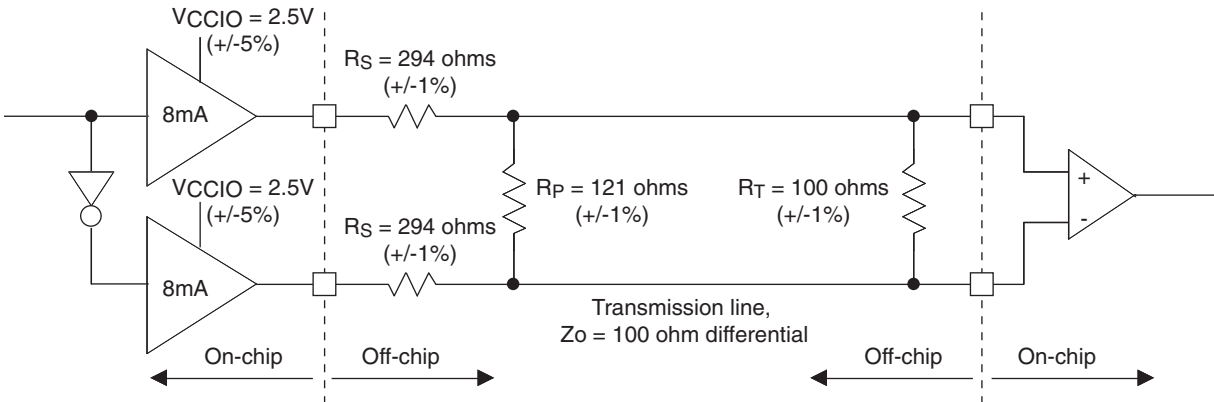 VCCIO = 2.5V
(+/-5%)
8mA
RS = 294 ohms
(+/-1%)
VCCIO = 2.5V
(+/-5%)
8mA
RS = 294 ohms
(+/-1%)
RP = 121 ohms
(+/-1%)
RT = 100 ohms
(+/-1%)
+
-
Transmission line,
Zo = 100 ohm differential
On-chip
Off-chip
Off-chip
On-chip